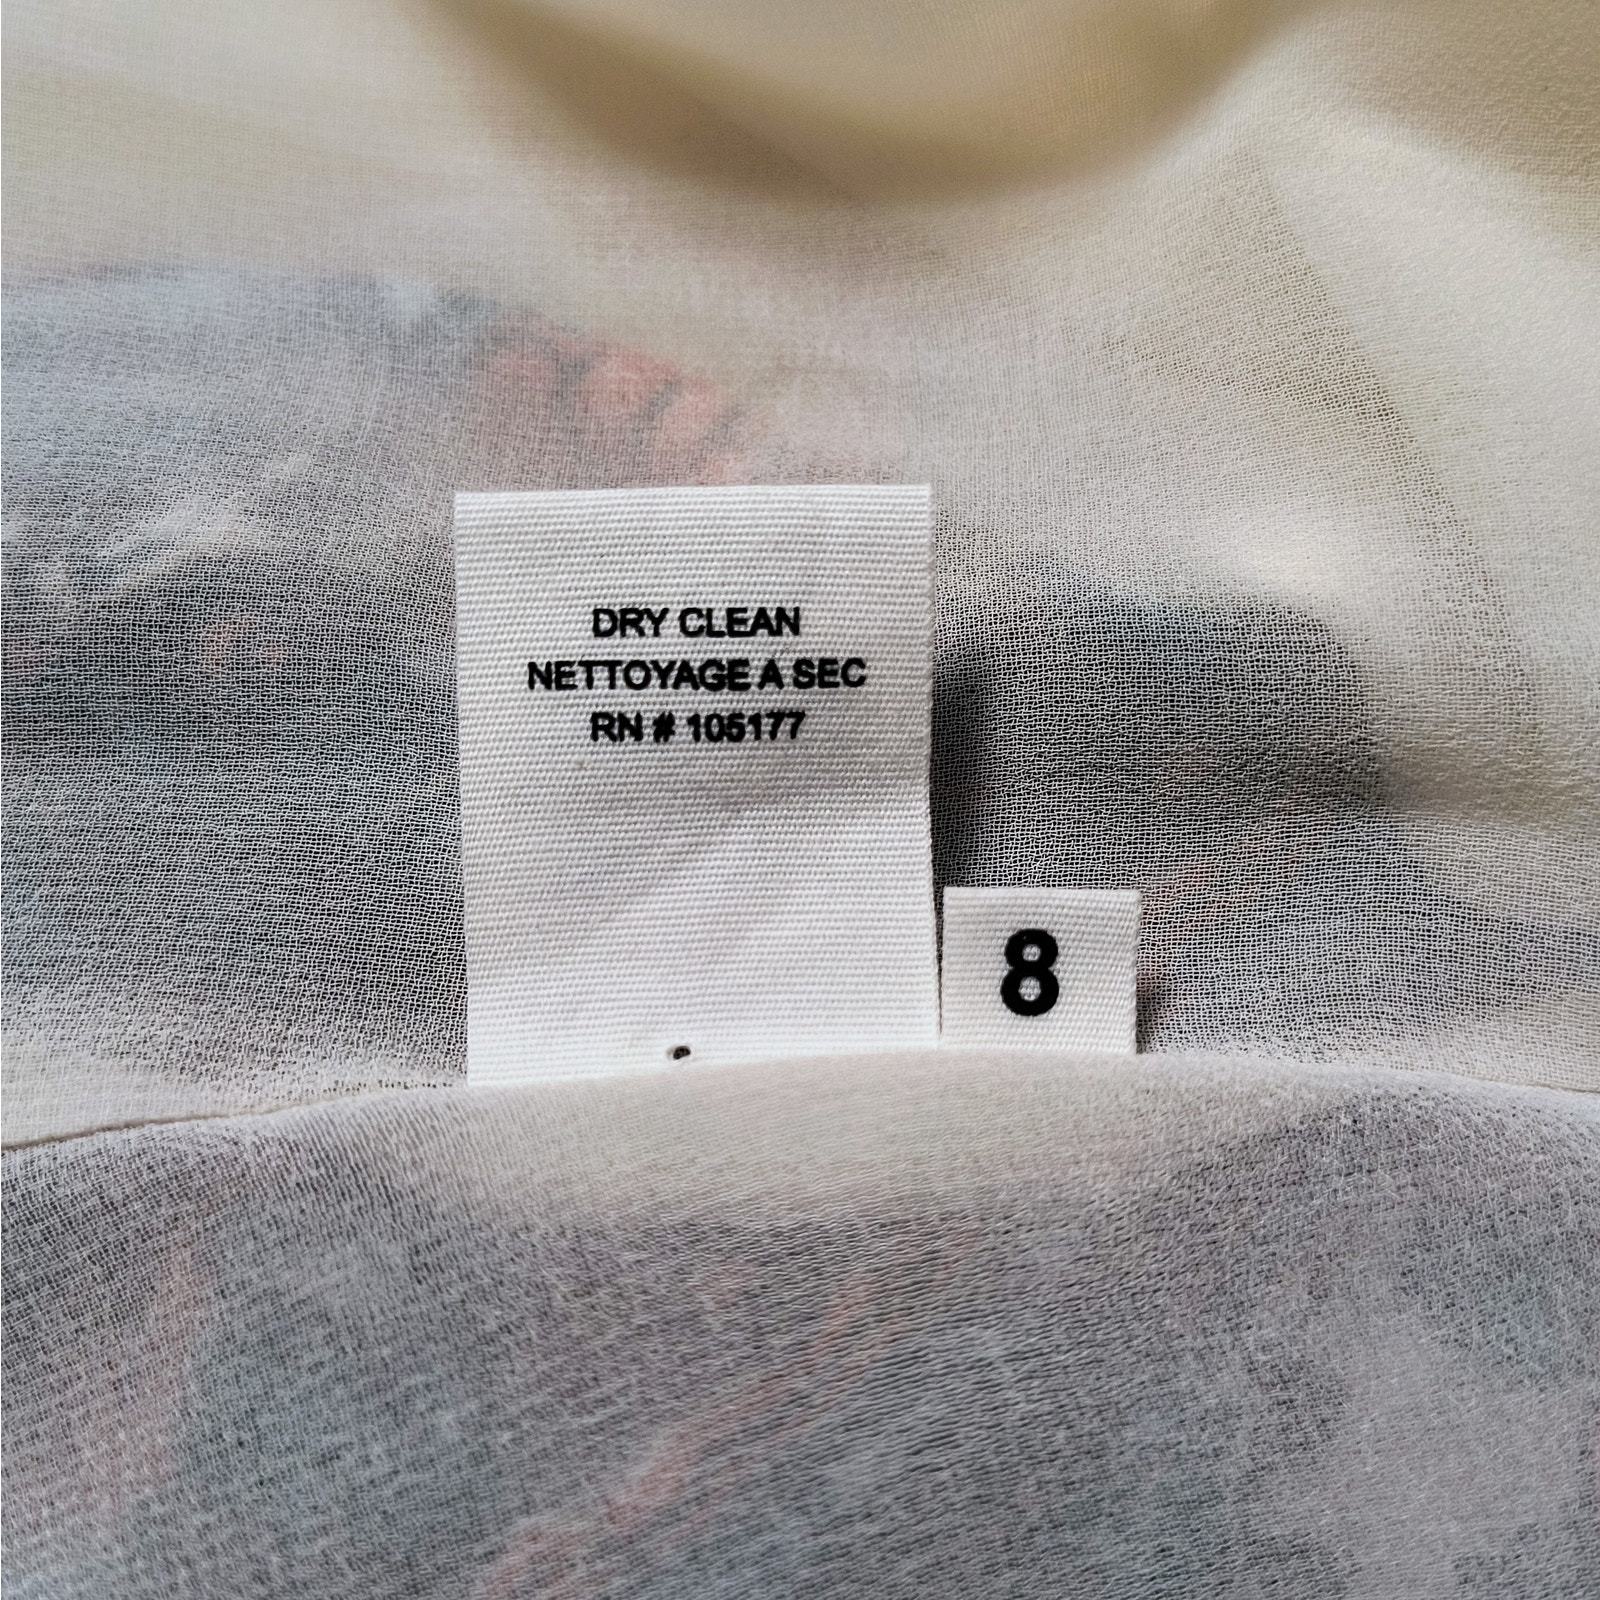 DRY CLEAN
NETTOYAGE A SEC
RN # 105177
8